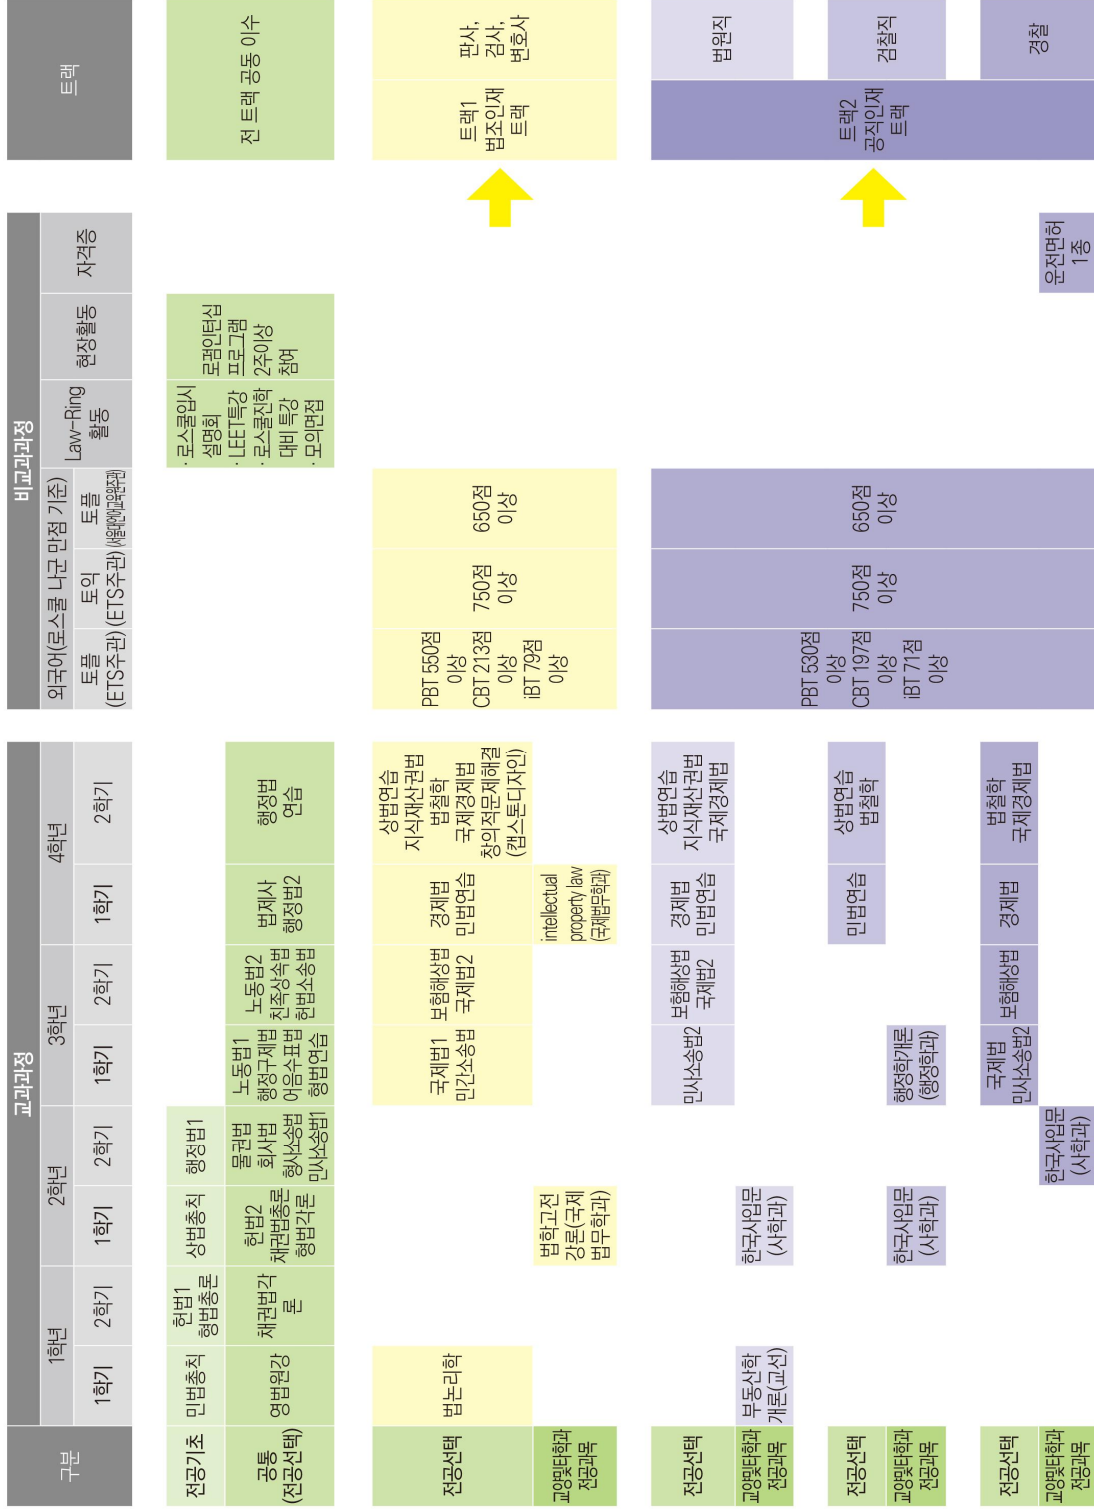 구분
교과과정
비교과과정
트랙
1학년
2학년
3학년
4학년
외국어(로스쿨 나군 만점 기준)
Law-Ring
활동
현장활동
자격증
1학기
2학기
1학기
2학기
1학기
2학기
1학기
2학기
토플
(ETS주관)
토익
(ETS주관)
토플
(서울대언어교육원주관)
전공기초
민법총칙
헌법1
형법총론
상법총칙
행정법1
공통
(전공선택)
영법원강
채권법각
론
헌법2
채권법총론
형법각론
물권법
회사법
형사소송법
민사소송법1
노동법1
행정구제법
어음수표법
형법연습
노동법2
친족상속법
헌법소송법
법제사
행정법2
행정법
연습
· 로스쿨입시
설명회
· LEET특강
· 로스쿨진학
대비 특강
· 모의면접
로펌인턴십
프로그램
2주이상
참여
전 트랙 공동 이수
전공선택
법논리학
국제법1
민간소송법
보험해상법
국제법2
경제법
민법연습
상법연습
지식재산권법
법철학
국제경제법
창의적문제해결
(캡스톤디자인)
교양및타학과
전공과목
법학고전
강론(국제
법무학과)
intellectual
property law
(국제법무학과)
PBT 550점
이상
CBT 213점
이상
iBT 79점
이상
750점
이상
650점
이상
트랙1
법조인재
트랙
판사,
검사,
변호사
전공선택
민사소송법2
보험해상법
국제법2
경제법
민법연습
상법연습
지식재산권법
국제경제법
교양및타학과
전공과목
부동산학
개론(교선)
한국사입문
(사학과)
전공선택
민법연습
상법연습
법철학
교양및타학과
전공과목
한국사입문
(사학과)
행정학개론
(행정학과)
전공선택
국제법
민사소송법2
보험해상법
경제법
법철학
국제경제법
교양및타학과
전공과목
한국사입문
(사학과)
PBT 530점
이상
CBT 197점
이상
iBT 71점
이상
750점
이상
650점
이상
운전면허
1종
트랙2
공직인재
트랙
법원직
검찰직
경찰